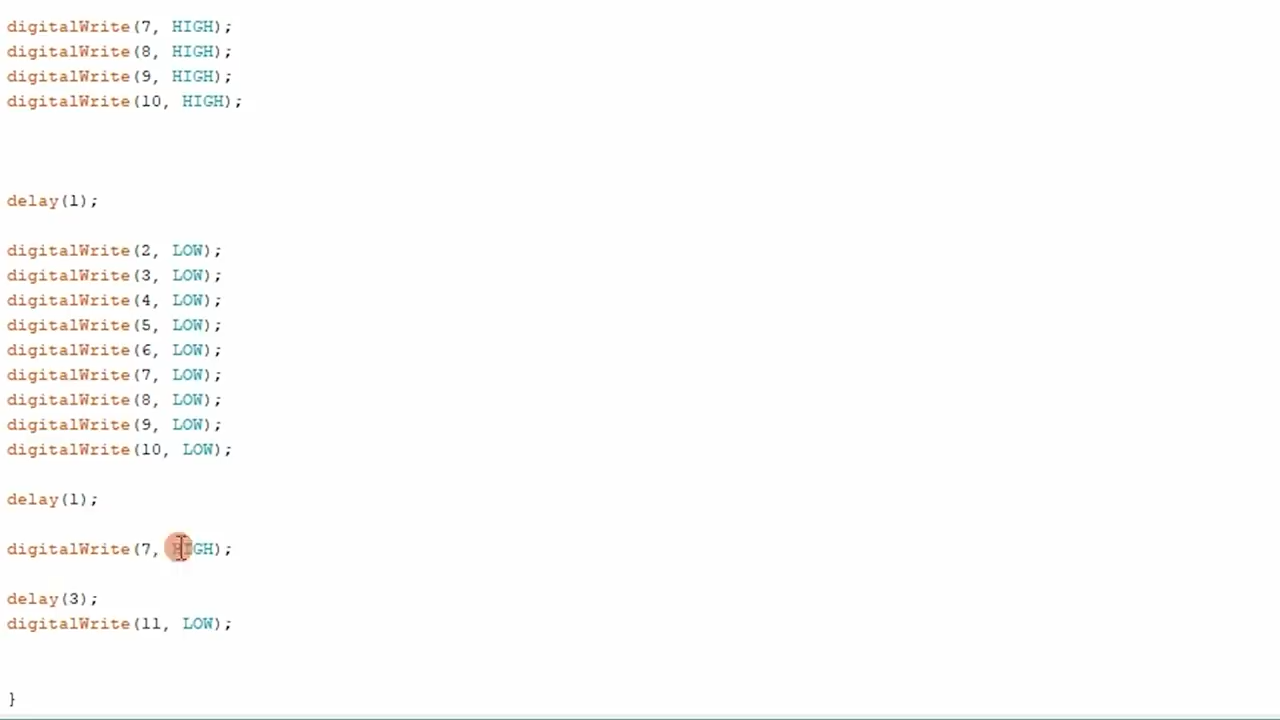 digitalWrite(7, HIGH);
digitalWrite(8, HIGH);
digitalWrite(9, HIGH);
digitalWrite(10, HIGH);
delay(1);
digitalWrite(2, LOW);
digitalWrite(3, LOW);
digitalWrite(4, LOW);
digitalWrite(5, LOW);
digitalWrite(6, LOW);
digitalWrite(7, LOW);
digitalWrite(8, LOW);
digitalWrite(9, LOW);
digitalWrite(10, LOW);
delay(1);
digitalWrite(7, HIGH);
delay(3);
digitalWrite(11, LOW);
}